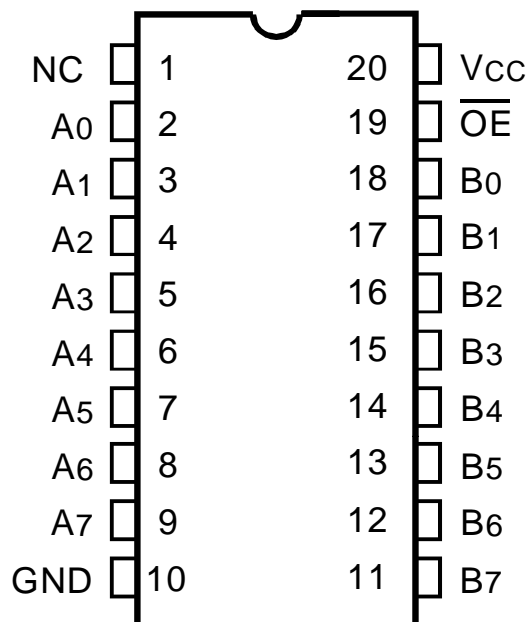 NC 1 20 Vcc
A0 2 19 O̅E̅
A1 3 18 B0
A2 4 17 B1
A3 5 16 B2
A4 6 15 B3
A5 7 14 B4
A6 8 13 B5
A7 9 12 B6
GND 10 11 B7